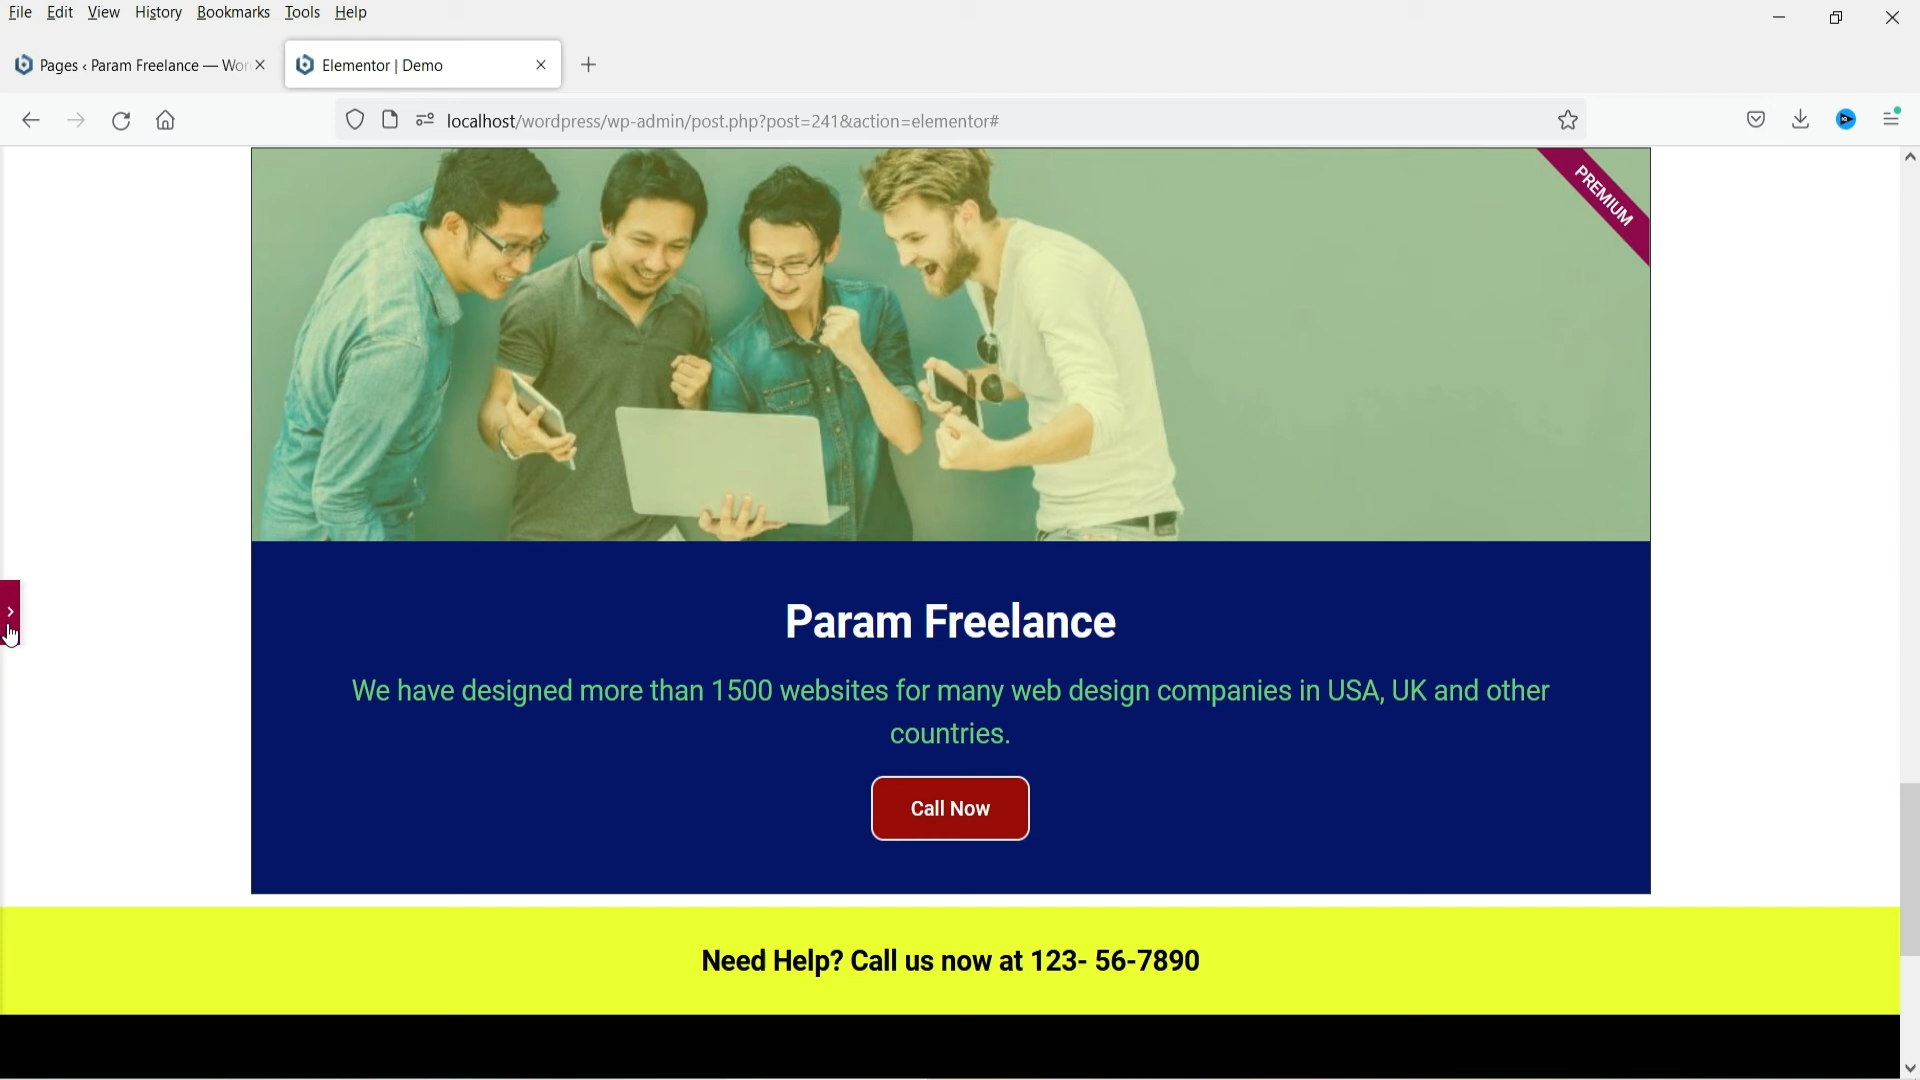 File Edit View History Bookmarks Tools Help
Pages ‹ Param Freelance — Wor
Elementor | Demo
localhost/wordpress/wp-admin/post.php?post=241&action=elementor#
PREMIUM
Param Freelance
We have designed more than 1500 websites for many web design companies in USA, UK and other
countries.
Call Now
Need Help? Call us now at 123- 56-7890